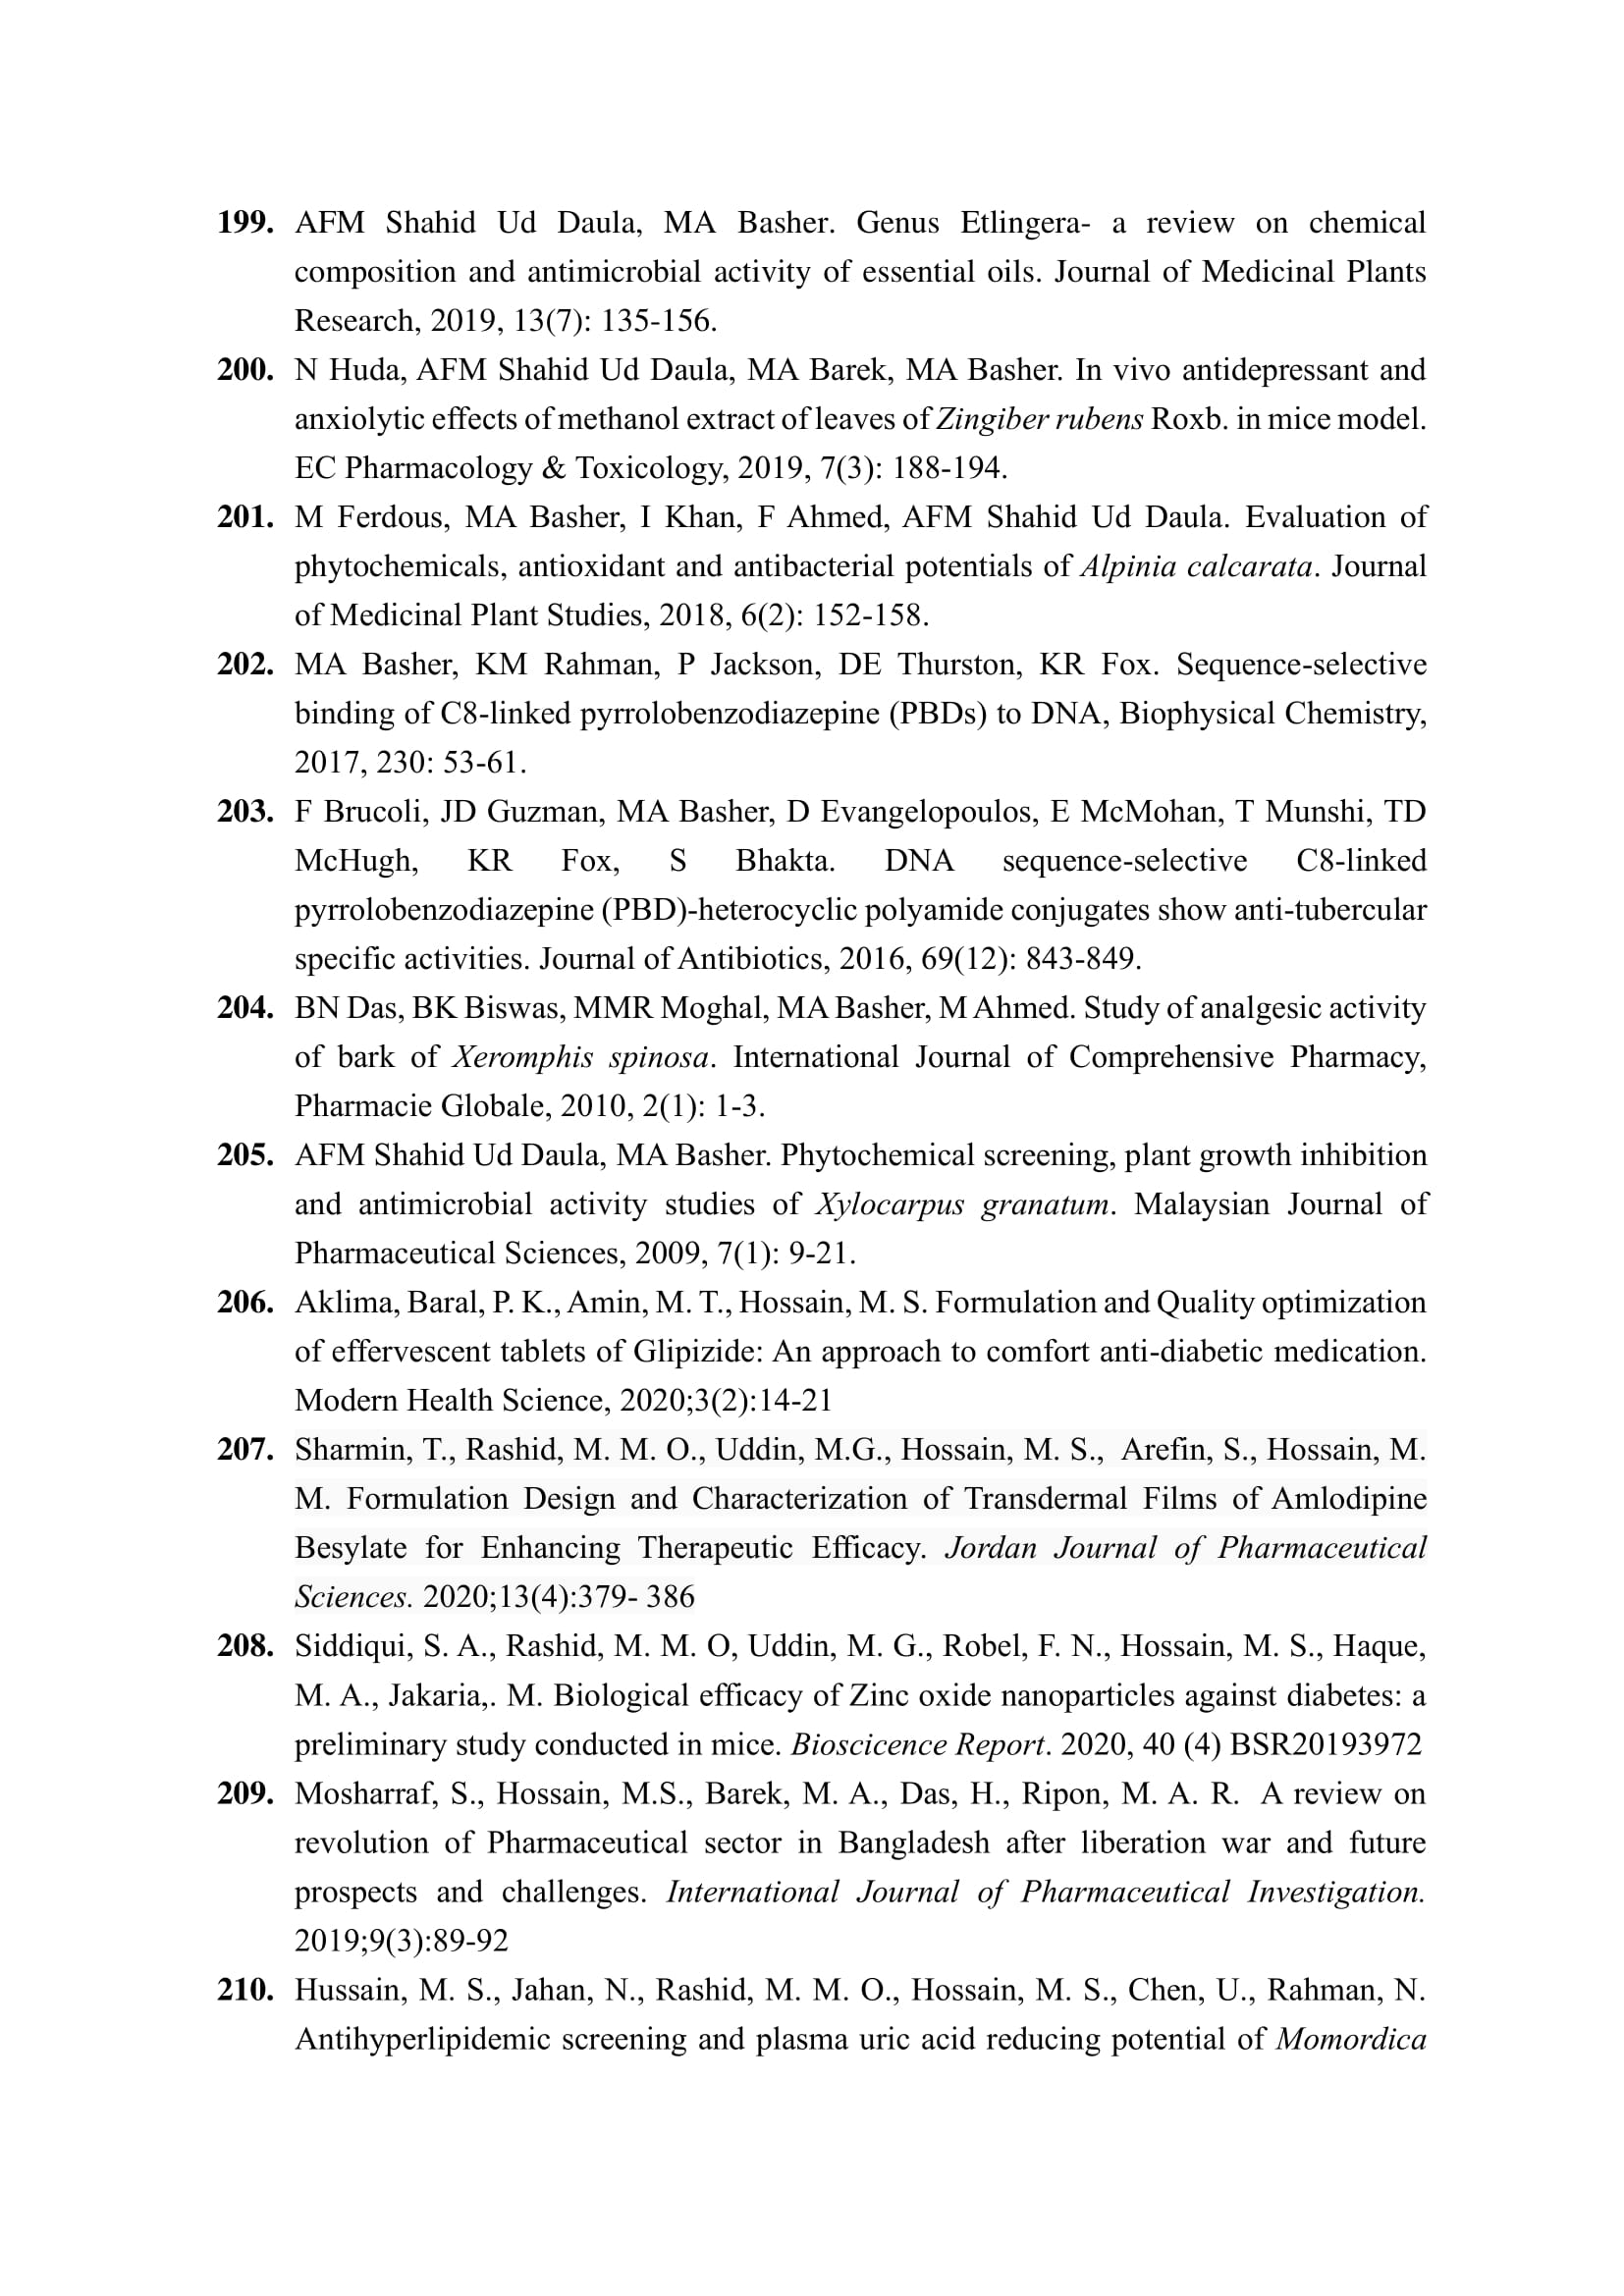 199. AFM Shahid Ud Daula, MA Basher. Genus Etlingera- a review on chemical
composition and antimicrobial activity of essential oils. Journal of Medicinal Plants
Research, 2019, 13(7): 135-156.
200. N Huda, AFM Shahid Ud Daula, MA Barek, MA Basher. In vivo antidepressant and
anxiolytic effects of methanol extract of leaves of Zingiber rubens Roxb. in mice model.
EC Pharmacology & Toxicology, 2019, 7(3): 188-194.
201. M Ferdous, MA Basher, I Khan, F Ahmed, AFM Shahid Ud Daula. Evaluation of
phytochemicals, antioxidant and antibacterial potentials of Alpinia calcarata. Journal
of Medicinal Plant Studies, 2018, 6(2): 152-158.
202. MA Basher, KM Rahman, P Jackson, DE Thurston, KR Fox. Sequence-selective
binding of C8-linked pyrrolobenzodiazepine (PBDs) to DNA, Biophysical Chemistry,
2017, 230: 53-61.
203. F Brucoli, JD Guzman, MA Basher, D Evangelopoulos, E McMohan, T Munshi, TD
McHugh, KR Fox, S Bhakta. DNA sequence-selective C8-linked
pyrrolobenzodiazepine (PBD)-heterocyclic polyamide conjugates show anti-tubercular
specific activities. Journal of Antibiotics, 2016, 69(12): 843-849.
204. BN Das, BK Biswas, MMR Moghal, MA Basher, M Ahmed. Study of analgesic activity
of bark of Xeromphis spinosa. International Journal of Comprehensive Pharmacy,
Pharmacie Globale, 2010, 2(1): 1-3.
205. AFM Shahid Ud Daula, MA Basher. Phytochemical screening, plant growth inhibition
and antimicrobial activity studies of Xylocarpus granatum. Malaysian Journal of
Pharmaceutical Sciences, 2009, 7(1): 9-21.
206. Aklima, Baral, P. K., Amin, M. T., Hossain, M. S. Formulation and Quality optimization
of effervescent tablets of Glipizide: An approach to comfort anti-diabetic medication.
Modern Health Science, 2020;3(2):14-21
207. Sharmin, T., Rashid, M. M. O., Uddin, M.G., Hossain, M. S., Arefin, S., Hossain, M.
M. Formulation Design and Characterization of Transdermal Films of Amlodipine
Besylate for Enhancing Therapeutic Efficacy. Jordan Journal of Pharmaceutical
Sciences. 2020;13(4):379- 386
208. Siddiqui, S. A., Rashid, M. M. O, Uddin, M. G., Robel, F. N., Hossain, M. S., Haque,
M. A., Jakaria,. M. Biological efficacy of Zinc oxide nanoparticles against diabetes: a
preliminary study conducted in mice. Bioscicence Report. 2020, 40 (4) BSR20193972
209. Mosharraf, S., Hossain, M.S., Barek, M. A., Das, H., Ripon, M. A. R. A review on
revolution of Pharmaceutical sector in Bangladesh after liberation war and future
prospects and challenges. International Journal of Pharmaceutical Investigation.
2019;9(3):89-92
210. Hussain, M. S., Jahan, N., Rashid, M. M. O., Hossain, M. S., Chen, U., Rahman, N.
Antihyperlipidemic screening and plasma uric acid reducing potential of Momordica